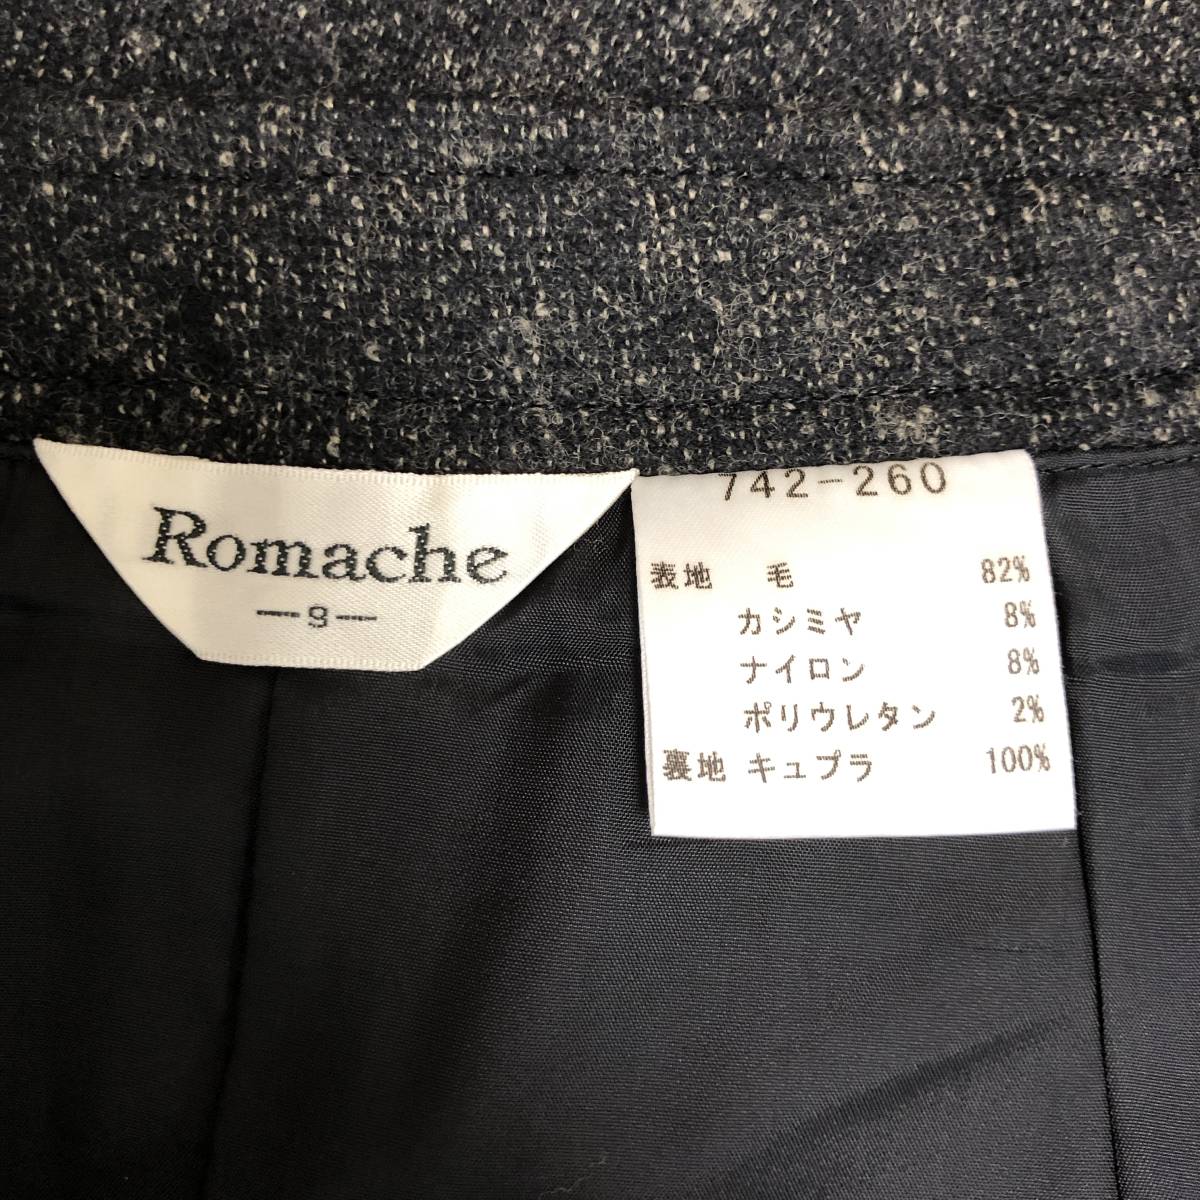 Romache
—9—
742-260
表地 毛 82%
カシミヤ 8%
ナイロン 8%
ポリウレタン 2%
裏地 キュプラ 100%